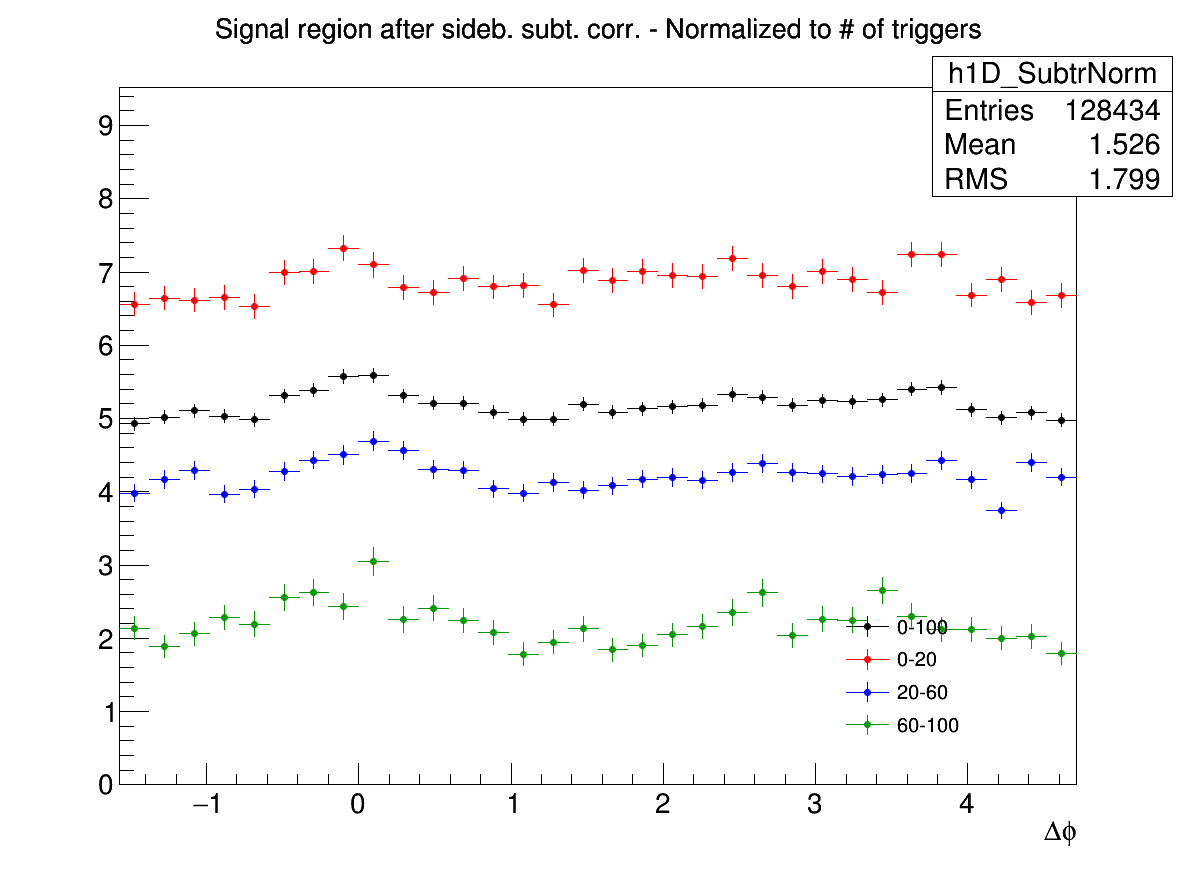 Signal region after sideb. subt. corr. - Normalized to # of triggers
h1D_SubtrNorm
Entries 128434
Mean 1.526
RMS 1.799
9
8
7
6
5
4
3
2
1
0
0-100
0-20
20-60
60-100
−1 0 1 2 3 4
Δϕ